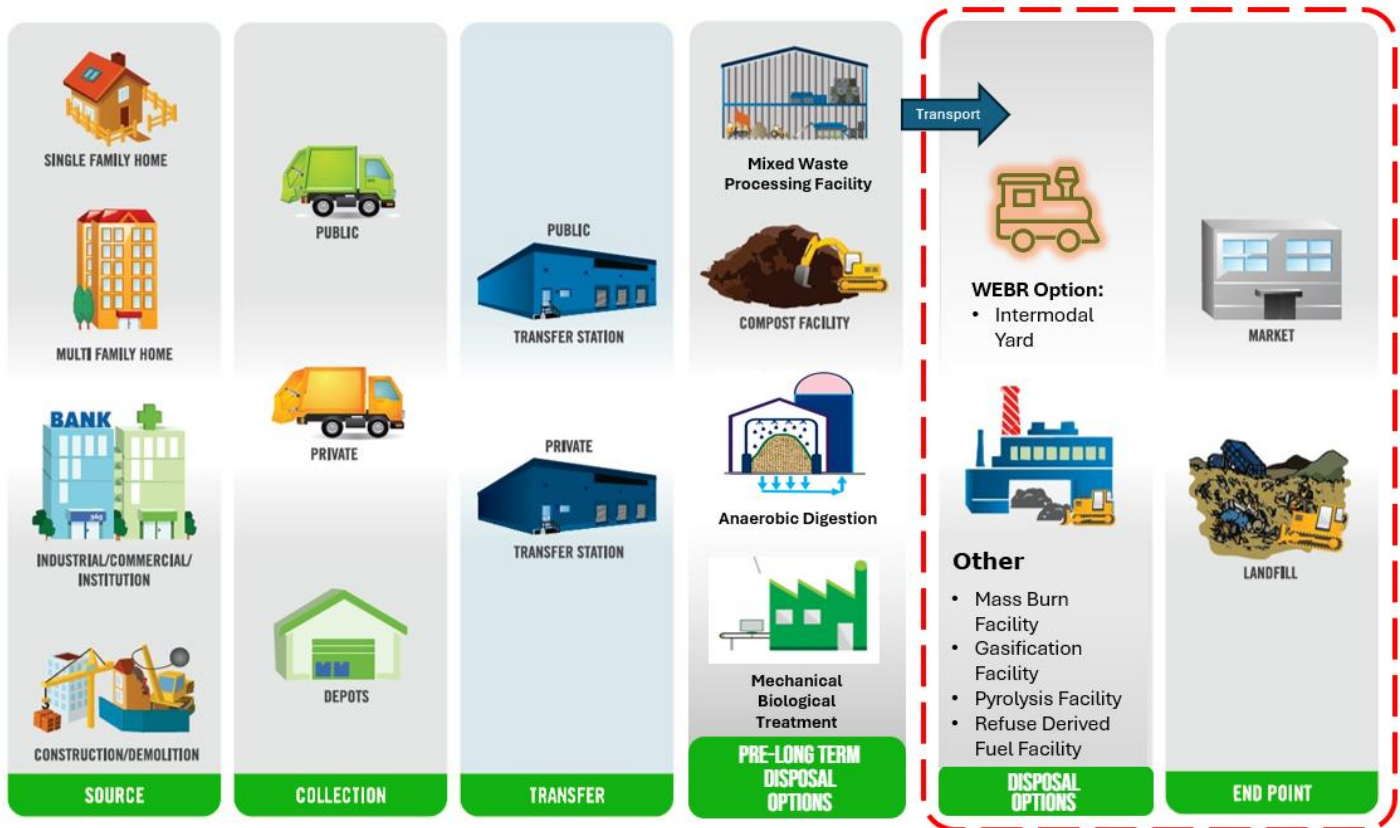 SINGLE FAMILY HOME
MULTI FAMILY HOME
BANK
365
INDUSTRIAL/COMMERCIAL/
INSTITUTION
CONSTRUCTION/DEMOLITION
SOURCE
PUBLIC
PRIVATE
DEPOTS
COLLECTION
PUBLIC
TRANSFER STATION
PRIVATE
TRANSFER STATION
TRANSFER
Mixed Waste
Processing Facility
COMPOST FACILITY
Anaerobic Digestion
Mechanical
Biological
Treatment
PRE-LONG TERM
DISPOSAL
OPTIONS
Transport
WEBR Option:
• Intermodal
Yard
Other
• Mass Burn
Facility
• Gasification
Facility
• Pyrolysis Facility
• Refuse Derived
Fuel Facility
DISPOSAL
OPTIONS
MARKET
LANDFILL
END POINT